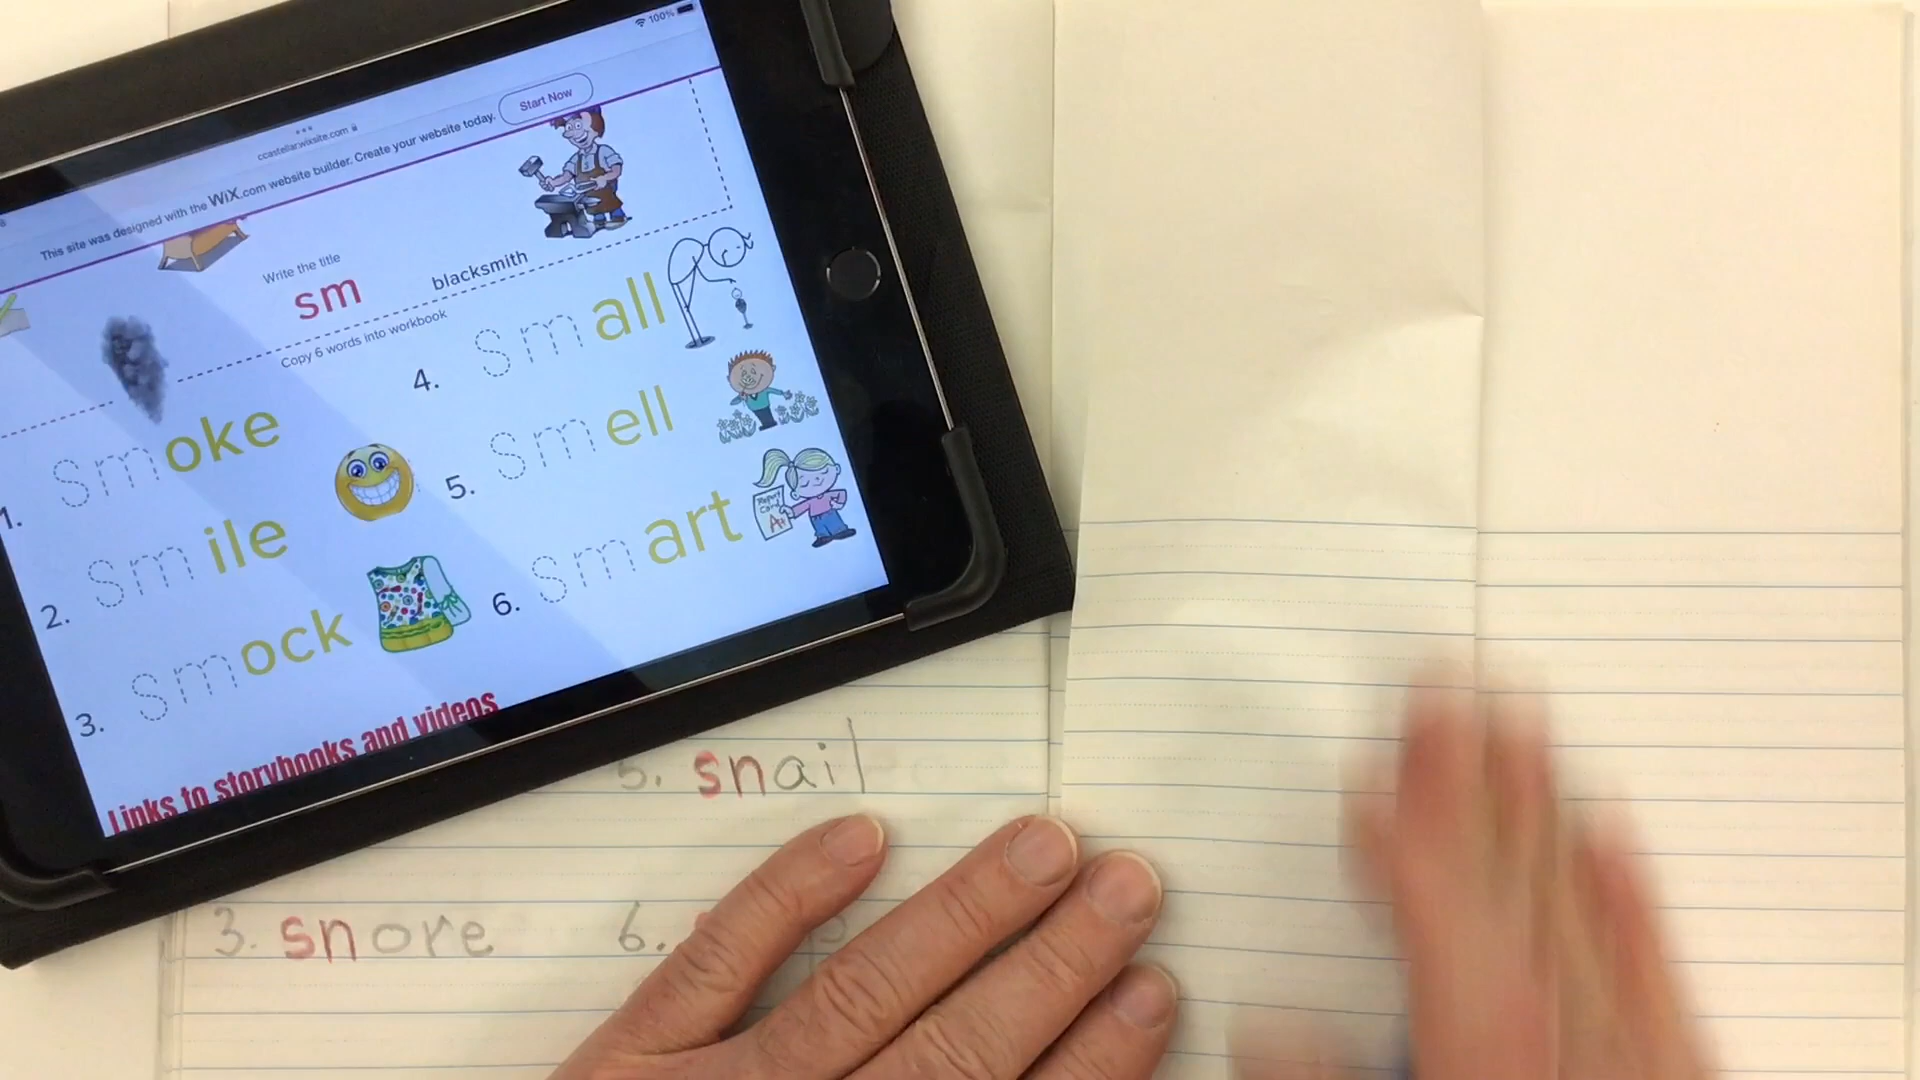 100%
ccastellar.wixsite.com
This site was designed with the WiX.com website builder. Create your website today. Start Now
Write the title
sm
blacksmith
Copy 6 words into workbook
1. smoke
2. smile
3. smock
4. small
5. smell
6. smart
Report Card A+
Links to storybooks and videos
5. snail
3. snore
6.